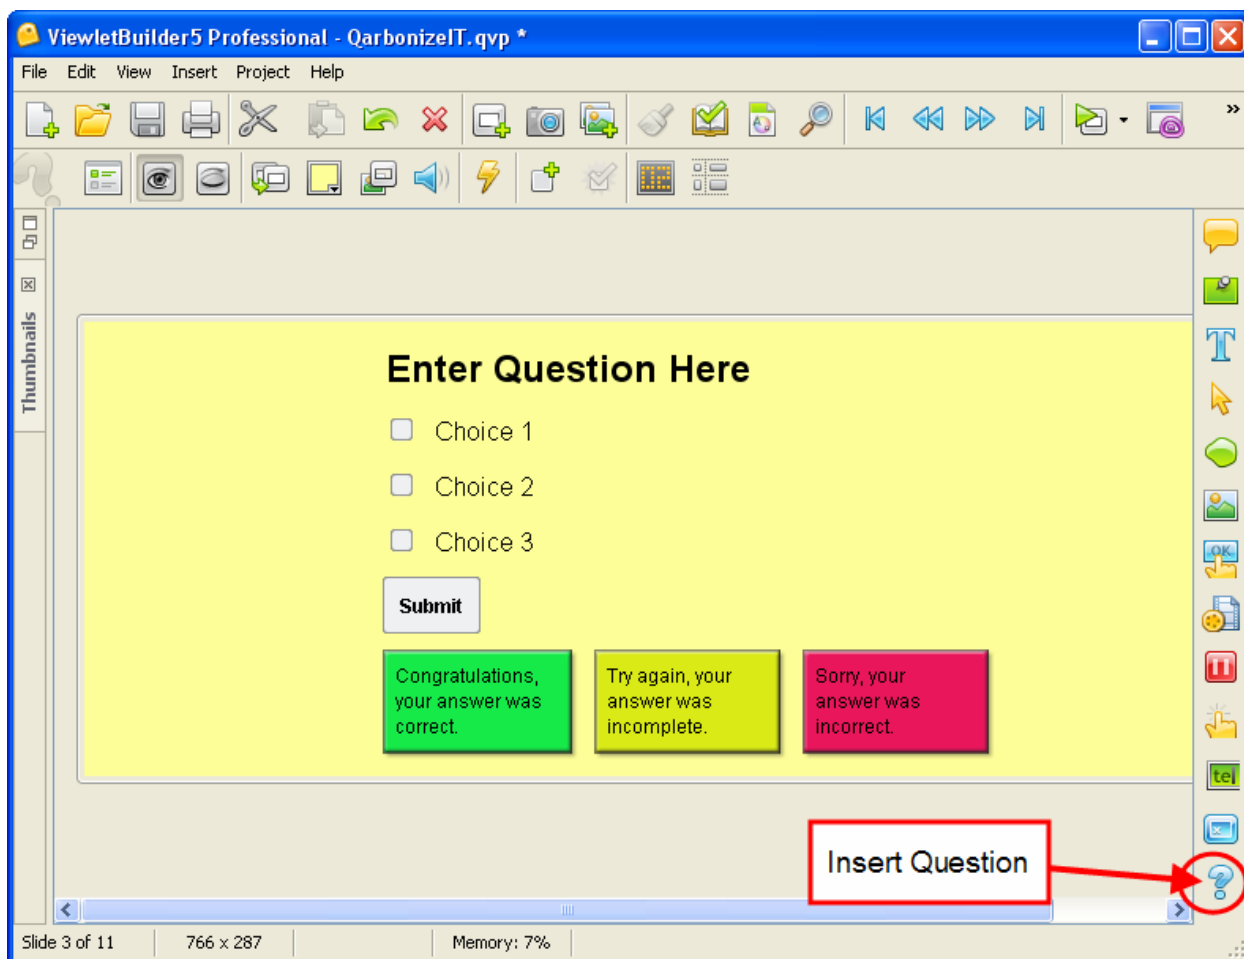 ViewletBuilder5 Professional - QarbonizeIT.qvp *
File Edit View Insert Project Help
Thumbnails
Enter Question Here
Choice 1
Choice 2
Choice 3
Submit
Congratulations,
your answer was
correct.
Try again, your
answer was
incomplete.
Sorry, your
answer was
incorrect.
OK
te
Insert Question
Slide 3 of 11 766 x 287 Memory: 7%